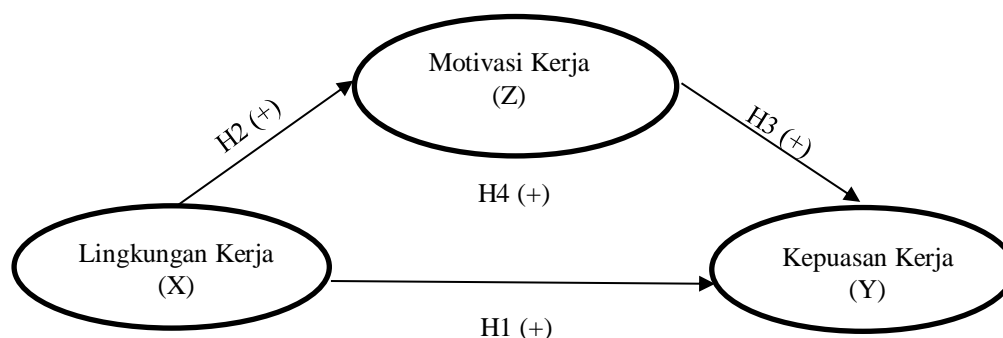 Motivasi Kerja
(Z)
H2 (+)
H3 (+)
H4 (+)
Lingkungan Kerja
(X)
Kepuasan Kerja
(Y)
H1 (+)